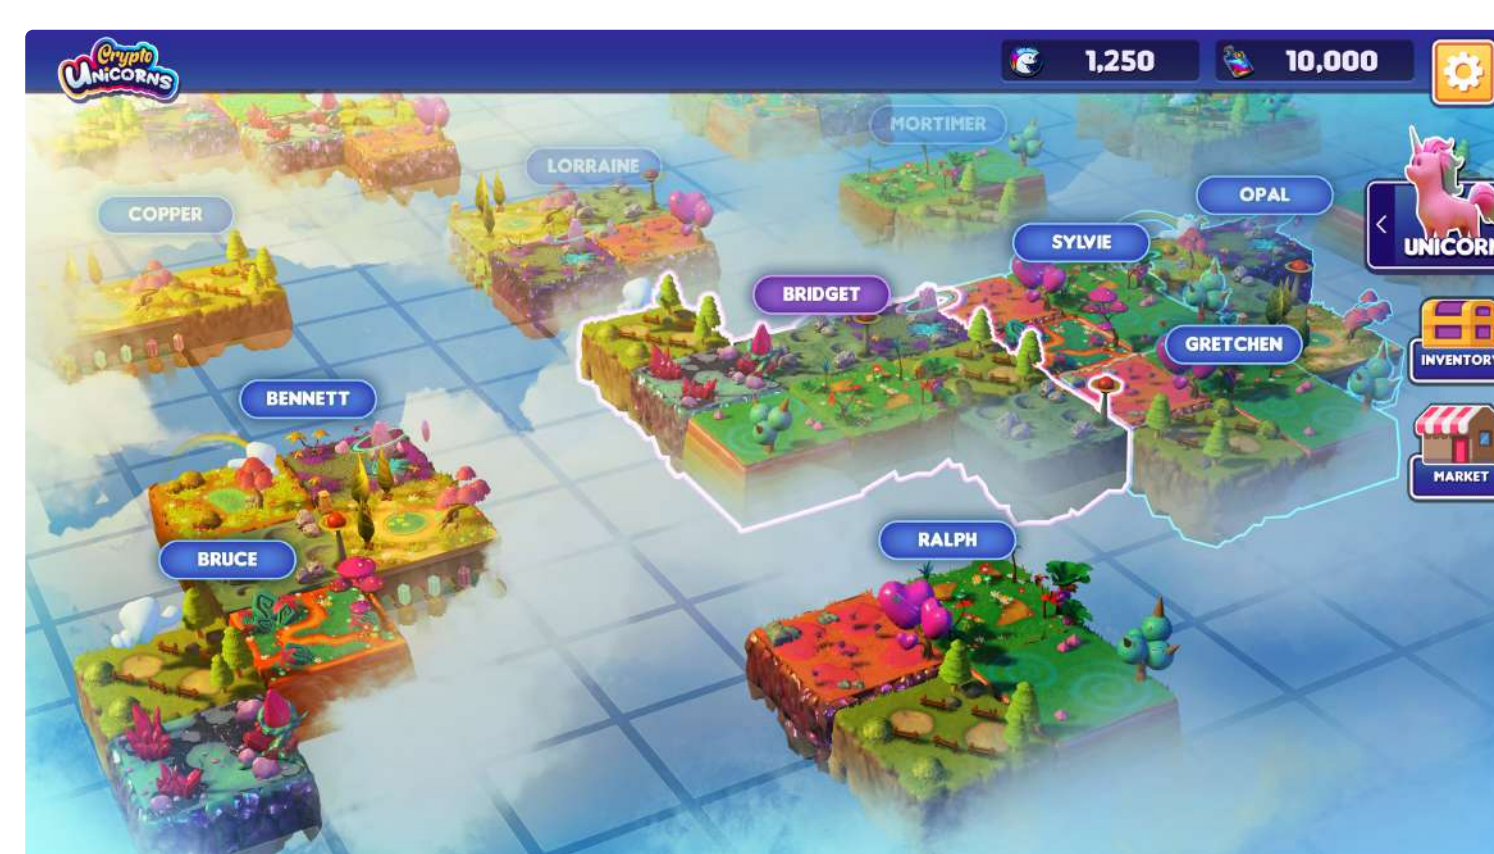 Crypto
UNICORNS
1,250
10,000
MORTIMER
LORRAINE
OPAL
COPPER
SYLVIE
UNICORN
BRIDGET
GRETCHEN
INVENTORY
BENNETT
MARKET
RALPH
BRUCE